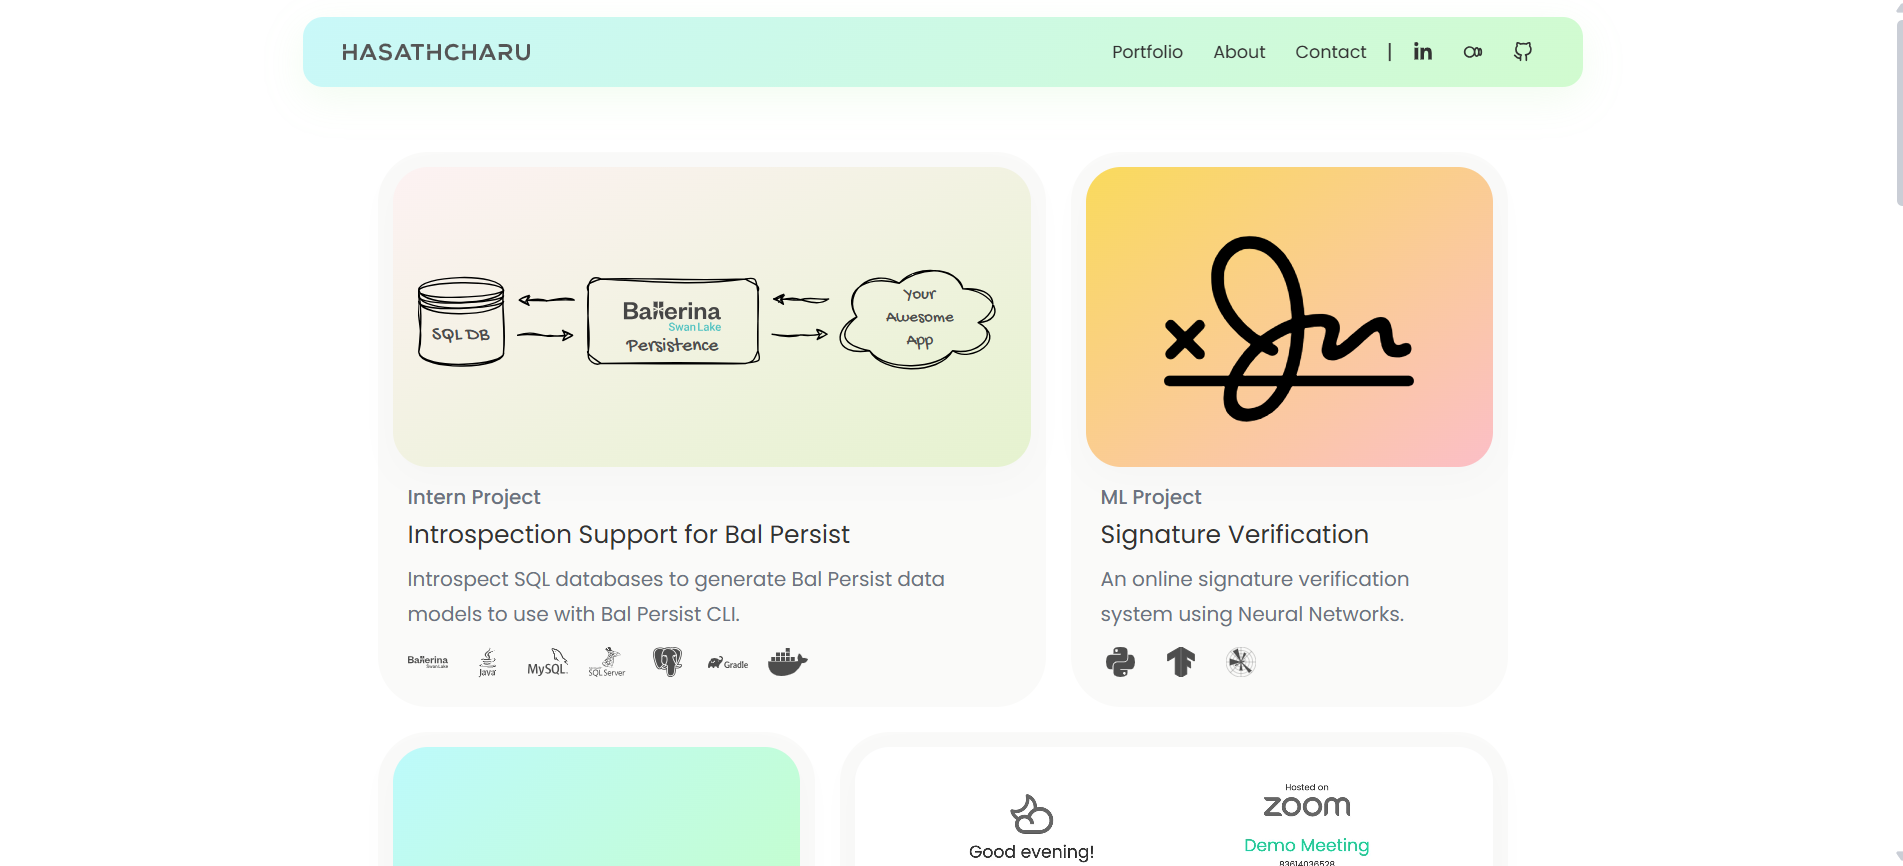 HASATHCHARU
Portfolio
About
Contact
|
in
SQL DB
Ballerina
Swan Lake
Persistence
Your
Awesome
App
x
Intern Project
Introspection Support for Bal Persist
Introspect SQL databases to generate Bal Persist data
models to use with Bal Persist CLI.
Ballerina
Swan Lake
Java
MySQL
SQL Server
Gradle
ML Project
Signature Verification
An online signature verification
system using Neural Networks.
Good evening!
Hosted on
zoom
Demo Meeting
83614036528